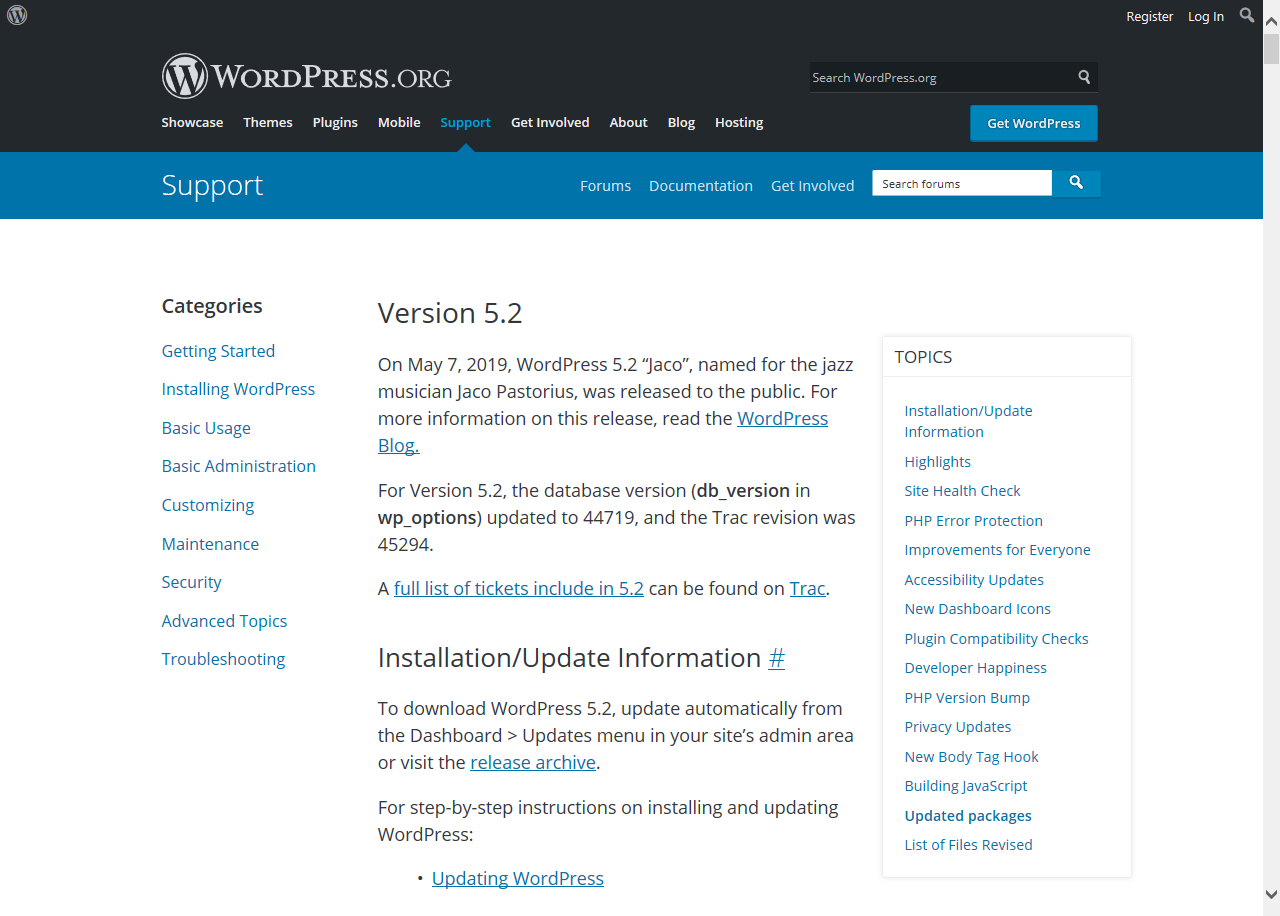 Register Log In
WORDPRESS.ORG
Search WordPress.org
Showcase Themes Plugins Mobile Support Get Involved About Blog Hosting
Get WordPress
Support
Forums Documentation Get Involved
Search forums
Categories
Getting Started
Installing WordPress
Basic Usage
Basic Administration
Customizing
Maintenance
Security
Advanced Topics
Troubleshooting
Version 5.2
On May 7, 2019, WordPress 5.2 “Jaco”, named for the jazz
musician Jaco Pastorius, was released to the public. For
more information on this release, read the WordPress
Blog.
For Version 5.2, the database version (db_version in
wp_options) updated to 44719, and the Trac revision was
45294.
A full list of tickets include in 5.2 can be found on Trac.
Installation/Update Information #
To download WordPress 5.2, update automatically from
the Dashboard > Updates menu in your site’s admin area
or visit the release archive.
For step-by-step instructions on installing and updating
WordPress:
• Updating WordPress
TOPICS
Installation/Update
Information
Highlights
Site Health Check
PHP Error Protection
Improvements for Everyone
Accessibility Updates
New Dashboard Icons
Plugin Compatibility Checks
Developer Happiness
PHP Version Bump
Privacy Updates
New Body Tag Hook
Building JavaScript
Updated packages
List of Files Revised